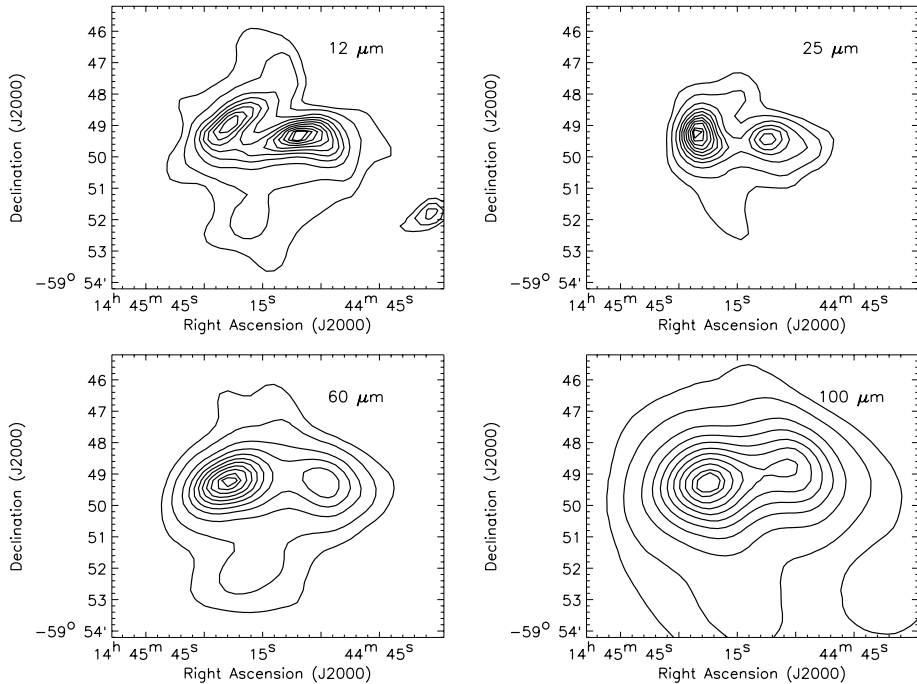 12 μm
46
47
48
49
50
51
52
53
−59° 54'
Declination (J2000)
14ʰ 45ᵐ 45ˢ 15ˢ 44ᵐ 45ˢ
Right Ascension (J2000)
25 μm
46
47
48
49
50
51
52
53
−59° 54'
Declination (J2000)
14ʰ 45ᵐ 45ˢ 15ˢ 44ᵐ 45ˢ
Right Ascension (J2000)
60 μm
46
47
48
49
50
51
52
53
−59° 54'
Declination (J2000)
14ʰ 45ᵐ 45ˢ 15ˢ 44ᵐ 45ˢ
Right Ascension (J2000)
100 μm
46
47
48
49
50
51
52
53
−59° 54'
Declination (J2000)
14ʰ 45ᵐ 45ˢ 15ˢ 44ᵐ 45ˢ
Right Ascension (J2000)